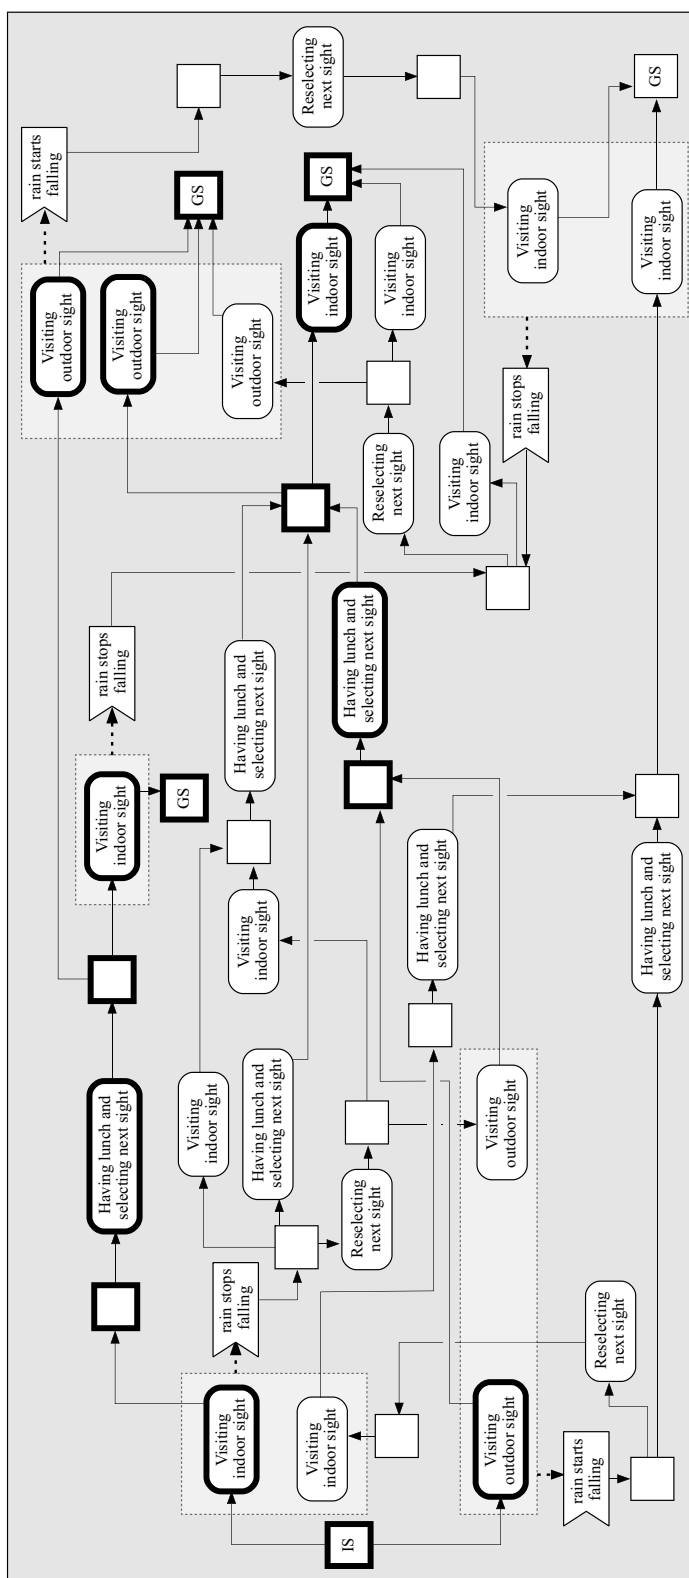 Visiting
outdoor sight
rain starts
falling
Having lunch and
selecting next sight
Visiting
indoor sight
rain stops
falling
Visiting
outdoor sight
GS
GS
Visiting
indoor sight
Visiting
indoor sight
rain stops
falling
Visiting
indoor sight
Having lunch and
selecting next sight
Visiting
outdoor sight
Having lunch and
selecting next sight
Visiting
indoor sight
Visiting
indoor sight
GS
Reselecting
next sight
IS
Reselecting
next sight
Having lunch and
selecting next sight
Reselecting
next sight
Visiting
indoor sight
Having lunch and
selecting next sight
Visiting
indoor sight
Visiting
outdoor sight
Visiting
outdoor sight
rain stops
falling
Visiting
indoor sight
rain starts
falling
Reselecting
next sight
Having lunch and
selecting next sight
Visiting
indoor sight
GS